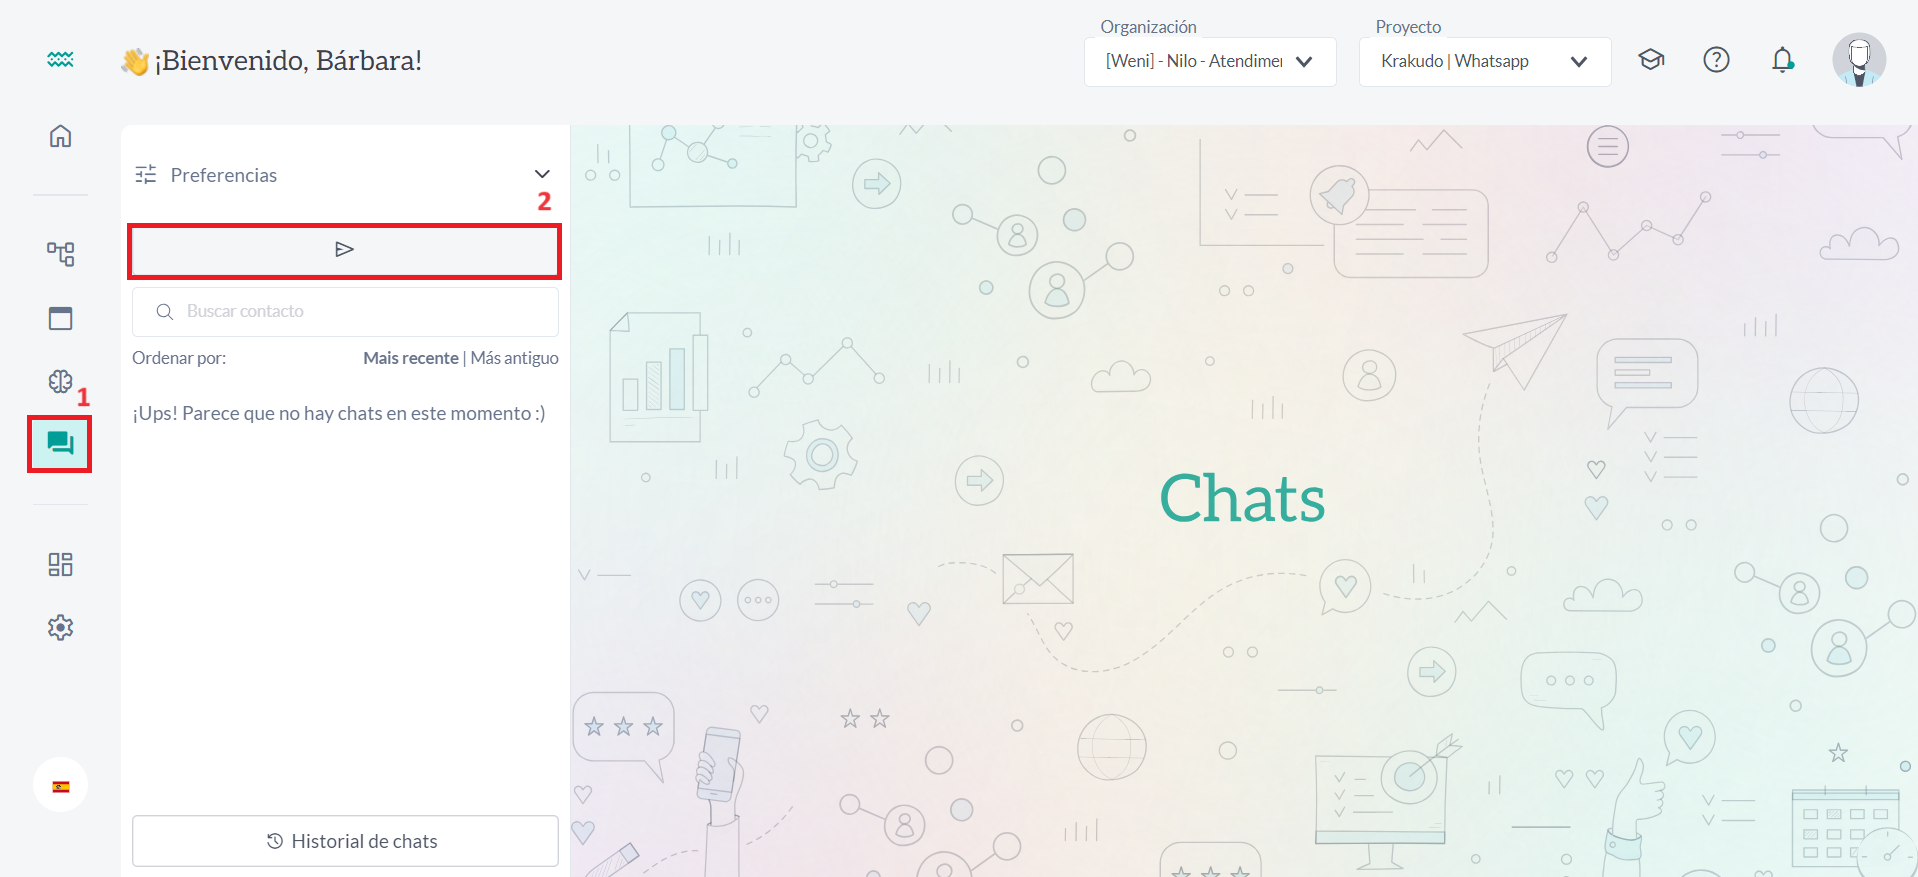 Organización
Proyecto
¡Bienvenido, Bárbara!
[Weni] - Nilo - Atendimen
Krakudo | Whatsapp
Preferencias
2
Buscar contacto
Ordenar por:
Mais recente | Más antiguo
1
¡Ups! Parece que no hay chats en este momento :)
Chats
Historial de chats